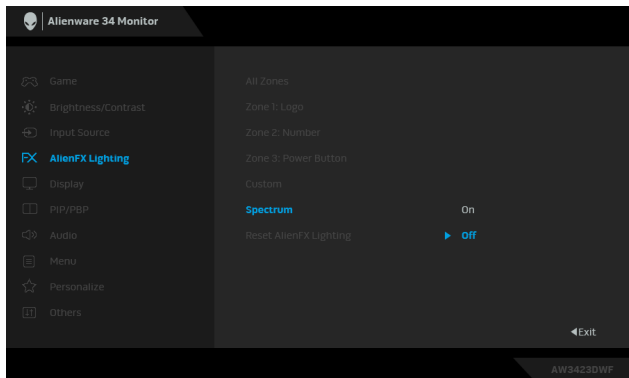 Alienware 34 Monitor
Game
Brightness/Contrast
Input Source
FX AlienFX Lighting
Display
PIP/PBP
Audio
Menu
Personalize
Others
All Zones
Zone 1: Logo
Zone 2: Number
Zone 3: Power Button
Custom
Spectrum On
Reset AlienFX Lighting Off
Exit
AW3423DWF